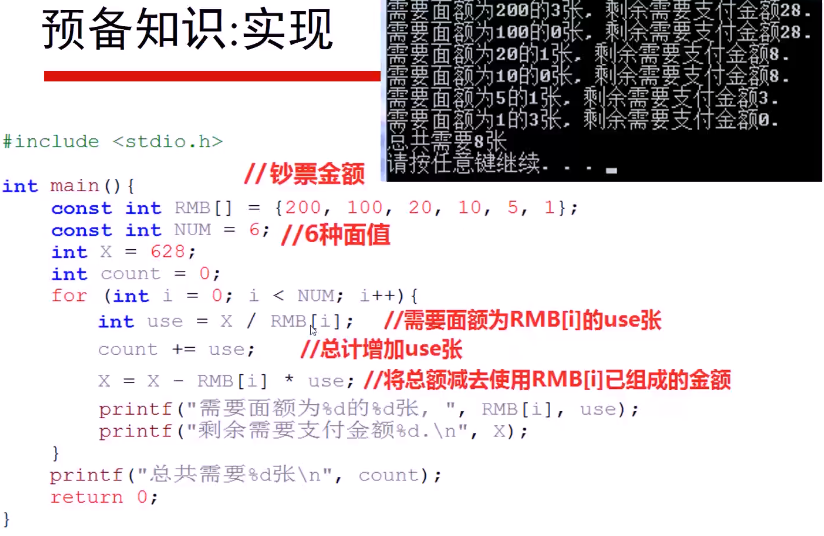 预备知识:实现
需要面额为200的3张，剩余需要支付金额28.
需要面额为100的0张，剩余需要支付金额28.
需要面额为20的1张，剩余需要支付金额8.
需要面额为10的0张，剩余需要支付金额8.
需要面额为5的1张，剩余需要支付金额3.
需要面额为1的3张，剩余需要支付金额0.
总共需要8张
请按任意键继续. . .
#include <stdio.h>
//钞票金额
int main(){
const int RMB[] = {200, 100, 20, 10, 5, 1};
const int NUM = 6; //6种面值
int X = 628;
int count = 0;
for (int i = 0; i < NUM; i++){
int use = X / RMB[i]; //需要面额为RMB[i]的use张
count += use; //总计增加use张
X = X - RMB[i] * use; //将总额减去使用RMB[i]已组成的金额
printf("需要面额为%d的%d张, ", RMB[i], use);
printf("剩余需要支付金额%d.\n", X);
}
printf("总共需要%d张\n", count);
return 0;
}